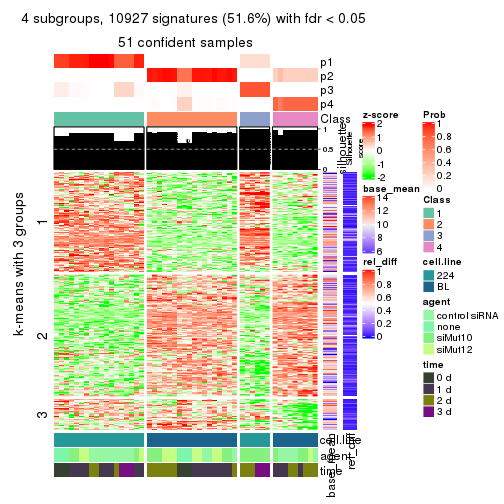 4 subgroups, 10927 signatures (51.6%) with fdr < 0.05
51 confident samples
p1
p2
p3
p4
Class
1
0.5
0
silhouette
score
k-means with 3 groups
1
2
3
cell.line
agent
time
base_mean
rel_diff
z-score
2
1
0
-1
-2
base_mean
14
12
10
8
6
rel_diff
1
0.8
0.6
0.4
0.2
0
Prob
1
0.8
0.6
0.4
0.2
0
Class
1
2
3
4
cell.line
224
BL
agent
control siRNA
none
siMut10
siMut12
time
0 d
1 d
2 d
3 d